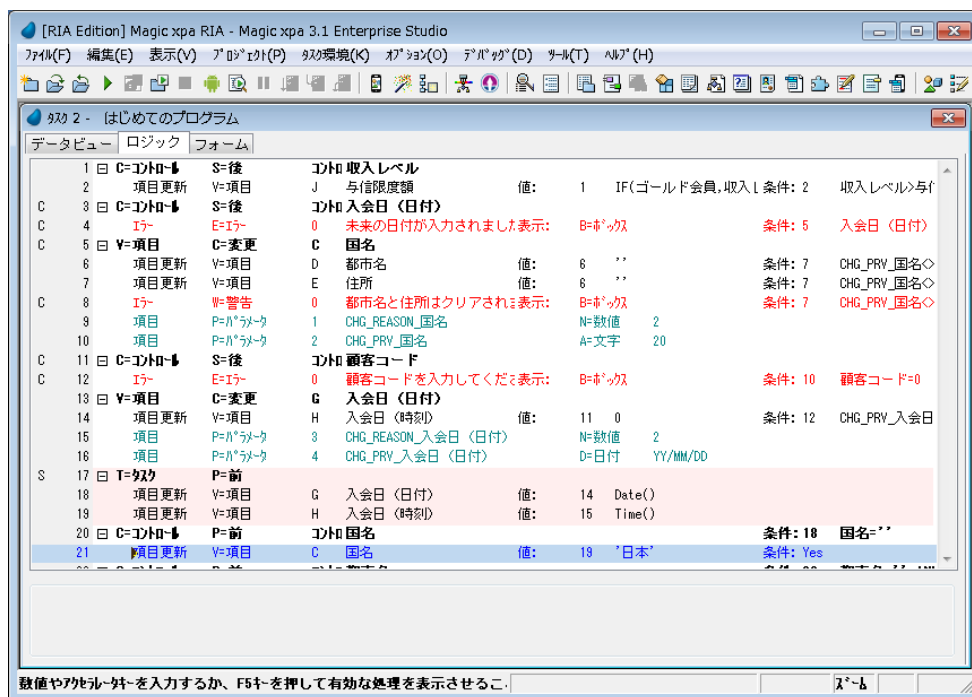 [RIA Edition] Magic xpa RIA - Magic xpa 3.1 Enterprise Studio
ﾌｧｲﾙ(F) 編集(E) 表示(V) ﾌﾟﾛｼﾞｪｸﾄ(P) ﾀｽｸ環境(K) ｵﾌﾟｼｮﾝ(O) ﾃﾞﾊﾞｯｸﾞ(D) ﾂｰﾙ(T) ﾍﾙﾌﾟ(H)
ﾀｽｸ 2 - はじめてのプログラム
データビュー ロジック フォーム
1 C=ｺﾝﾄﾛｰﾙ S=後 ｺﾝﾄﾛ 収入レベル
2 項目更新 V=項目 J 与信限度額 値: 1 IF(ゴールド会員,収入 条件: 2 収入レベル>与
C 3 C=ｺﾝﾄﾛｰﾙ S=後 ｺﾝﾄﾛ 入会日 (日付)
C 4 ｴﾗｰ E=ｴﾗｰ 0 未来の日付が入力されまし 表示: B=ﾎﾞｯｸｽ 条件: 5 入会日 (日付)
C 5 V=項目 C=変更 C 国名
6 項目更新 V=項目 D 都市名 値: 6 '' 条件: 7 CHG_PRV_国名<>
7 項目更新 V=項目 E 住所 値: 6 '' 条件: 7 CHG_PRV_国名<>
C 8 ｴﾗｰ W=警告 0 都市名と住所はクリアされ 表示: B=ﾎﾞｯｸｽ 条件: 7 CHG_PRV_国名<>
9 項目 P=ﾊﾟﾗﾒｰﾀ 1 CHG_REASON_国名 N=数値 2
10 項目 P=ﾊﾟﾗﾒｰﾀ 2 CHG_PRV_国名 A=文字 20
C 11 C=ｺﾝﾄﾛｰﾙ S=後 ｺﾝﾄﾛ 顧客コード
C 12 ｴﾗｰ E=ｴﾗｰ 0 顧客コードを入力してくだ 表示: B=ﾎﾞｯｸｽ 条件: 10 顧客コード=0
13 V=項目 C=変更 G 入会日 (日付)
14 項目更新 V=項目 H 入会日 (時刻) 値: 11 0 条件: 12 CHG_PRV_入会日
15 項目 P=ﾊﾟﾗﾒｰﾀ 3 CHG_REASON_入会日 (日付) N=数値 2
16 項目 P=ﾊﾟﾗﾒｰﾀ 4 CHG_PRV_入会日 (日付) D=日付 YY/MM/DD
S 17 T=ﾀｽｸ P=前
18 項目更新 V=項目 G 入会日 (日付) 値: 14 Date()
19 項目更新 V=項目 H 入会日 (時刻) 値: 15 Time()
20 C=ｺﾝﾄﾛｰﾙ P=前 ｺﾝﾄﾛ 国名 条件: 18 国名=''
21 項目更新 V=項目 C 国名 値: 19 '日本' 条件: Yes
数値やｱｸｾﾗﾚｰﾀｷｰを入力するか、F5ｷｰを押して有効な処理を表示させるこ
ｽﾞｰﾑ